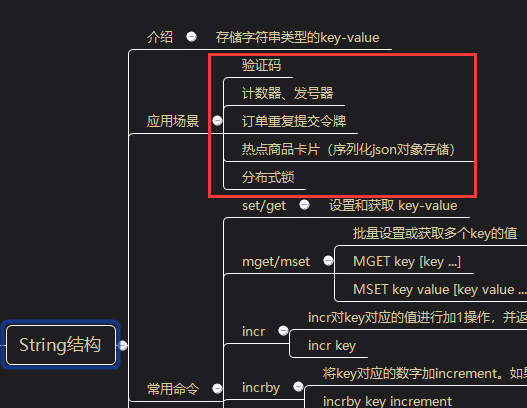 介绍
存储字符串类型的key-value
验证码
计数器、发号器
应用场景
订单重复提交令牌
热点商品卡片（序列化json对象存储）
分布式锁
set/get
设置和获取 key-value
批量设置或获取多个key的值
mget/mset
MGET key [key ...]
MSET key value [key value ...
incr对key对应的值进行加1操作，并返
incr
incr key
String结构
常用命令
将key对应的数字加increment。如果
incrby
incrby key increment